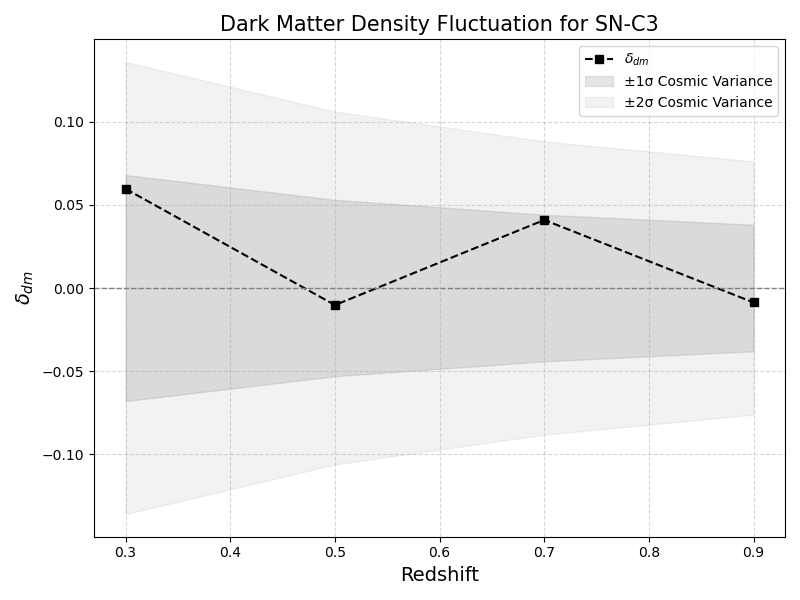 Dark Matter Density Fluctuation for SN-C3
δdm
±1σ Cosmic Variance
±2σ Cosmic Variance
0.10
0.05
0.00
−0.05
−0.10
δdm
0.3 0.4 0.5 0.6 0.7 0.8 0.9
Redshift